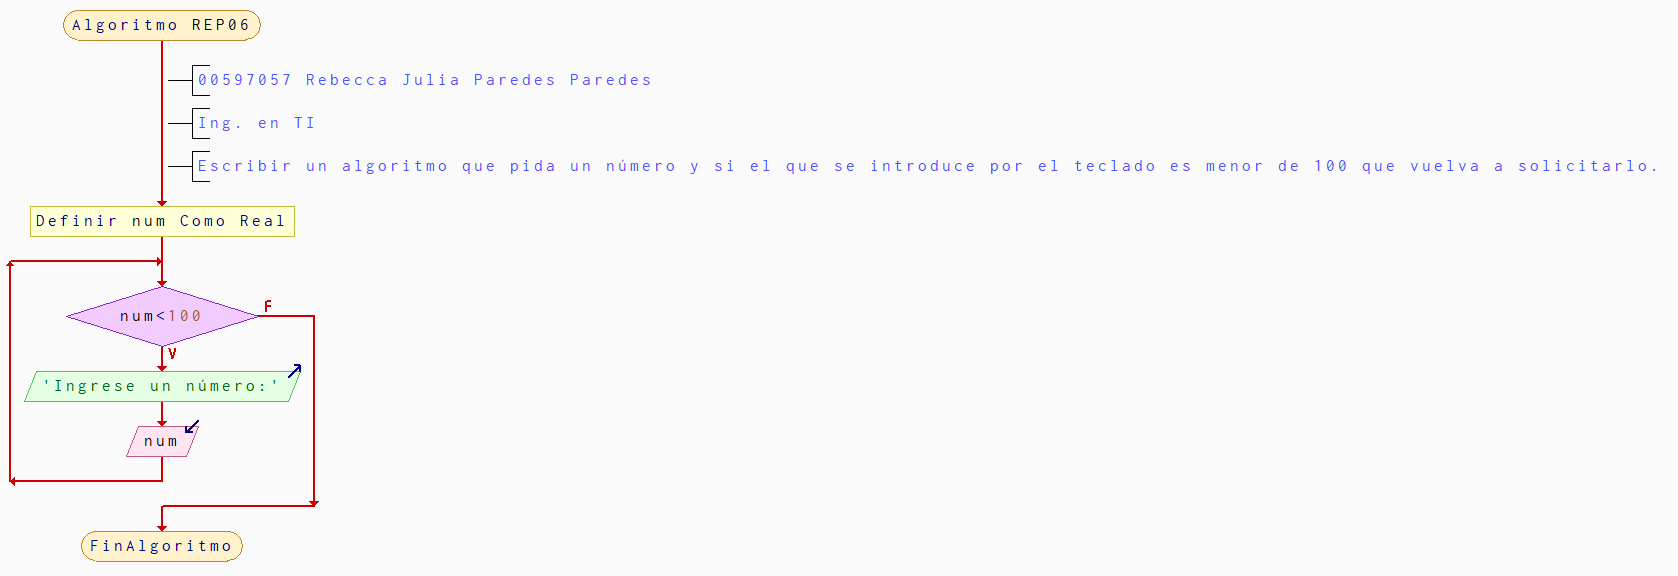 Algoritmo REP06
00597057 Rebecca Julia Paredes Paredes
Ing. en TI
Escribir un algoritmo que pida un número y si el que se introduce por el teclado es menor de 100 que vuelva a solicitarlo.
Definir num Como Real
num<100
F
V
'Ingrese un número:'
num
FinAlgoritmo